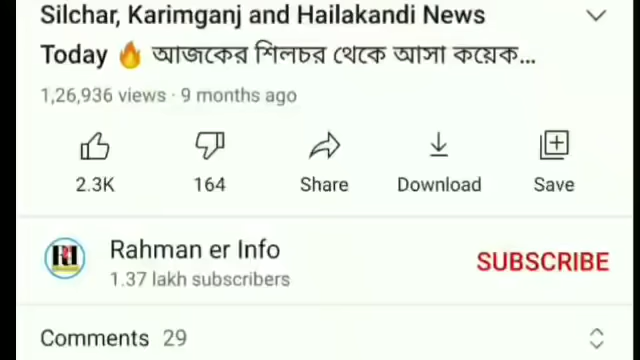 Silchar, Karimganj and Hailakandi News
Today 🔥 আজকের শিলচর থেকে আসা কয়েক...
1,26,936 views · 9 months ago
2.3K 164 Share Download Save
Rahman er Info
SUBSCRIBE
1.37 lakh subscribers
Comments 29